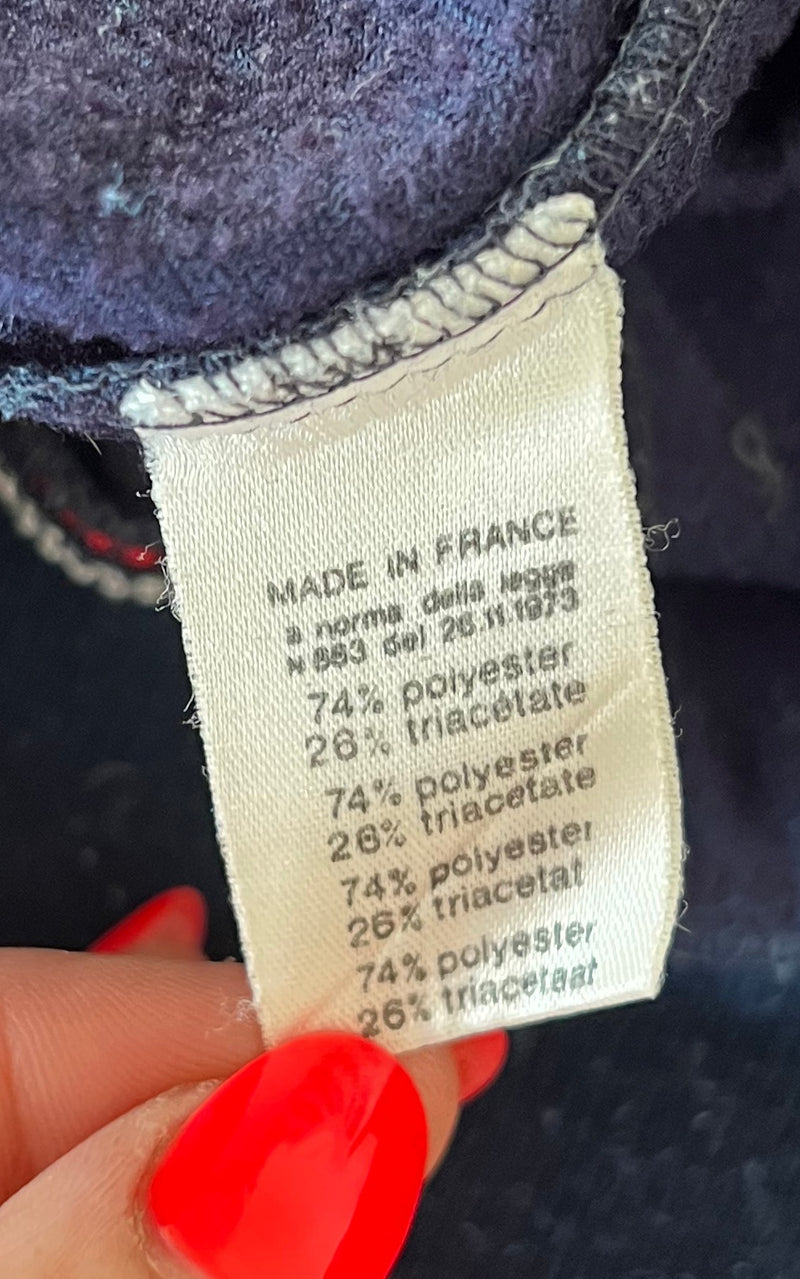 MADE IN FRANCE
a norma della legge
N 883 del 26.11.1973
74% polyester
26% triacétate
74% polyester
26% triacetate
74% polyester
26% triacetat
74% polyester
26% triacetaat